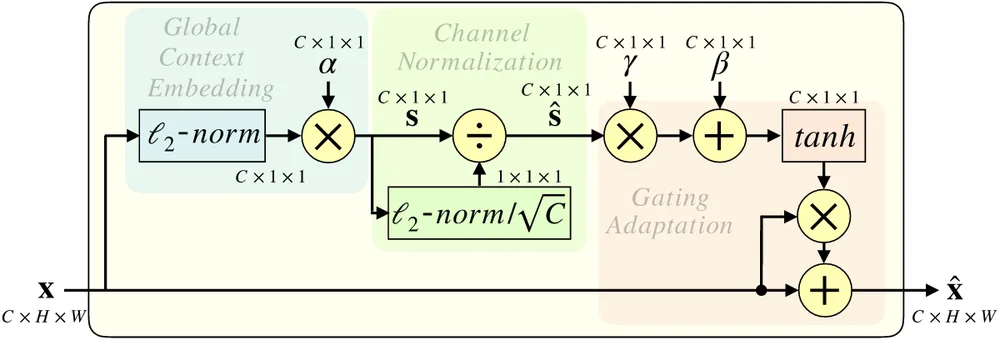 Global
Context
Embedding
C × 1 × 1
α
ℓ₂-norm
×
C × 1 × 1
Channel
Normalization
C × 1 × 1
s
÷
C × 1 × 1
ŝ
1 × 1 × 1
ℓ₂-norm/√C
C × 1 × 1
γ
×
C × 1 × 1
β
+
C × 1 × 1
tanh
Gating
Adaptation
×
+
x
C × H × W
x̂
C × H × W